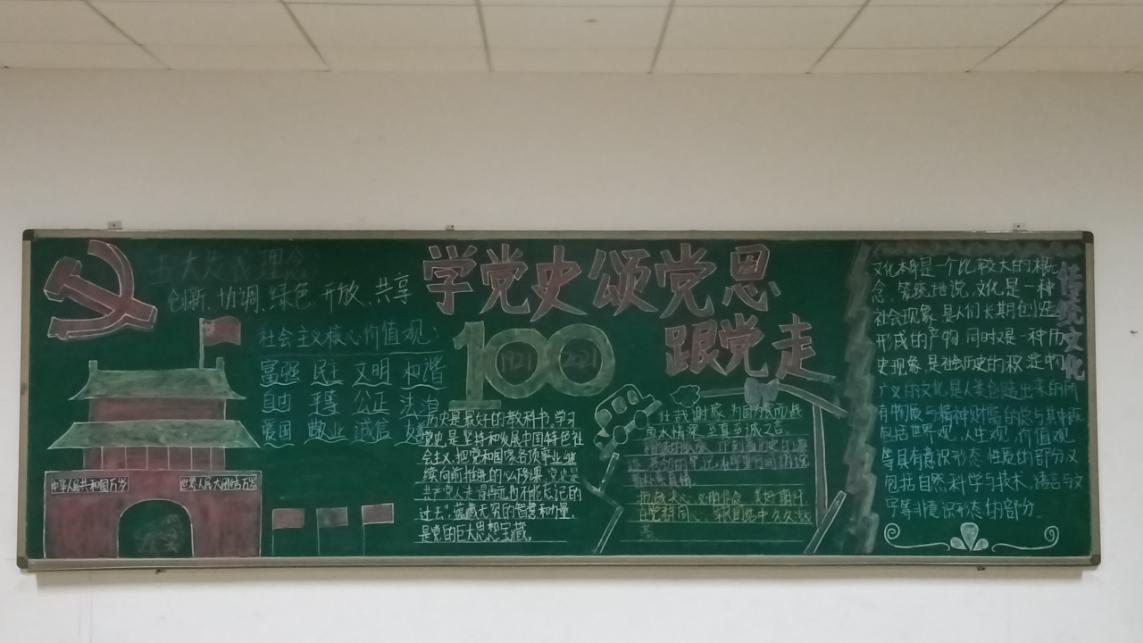 五大发展理念:
创新、协调、绿色、开放、共享
学党史颂党恩
跟党走
社会主义核心价值观:
富强 民主 文明 和谐
自由 平等 公正 法治
爱国 敬业 诚信 友善
100
1921 2021
中华人民共和国万岁
世界人民大团结万岁
历史是最好的教科书,学习
党史是坚持和发展中国特色社
会主义、把党和国家各项事业继
续向前推进的必修课。党史是
共产党人走得再远也不能忘记的
过去,蕴藏无穷的智慧和力量,
是党的巨大思想宝藏。
传统文化
文化本身是一个比较大的概
念,笼统地说,文化是一种
社会现象,是人们长期创造
形成的产物,同时又是一种历
史现象,是社会历史的积淀物
广义的文化是人类创造出来的所
有物质与精神财富的总与其中既
包括世界观、人生观、价值观
等具有意识形态性质的部分又
包括自然科学与技术、语言与文
字等非意识形态的部分。